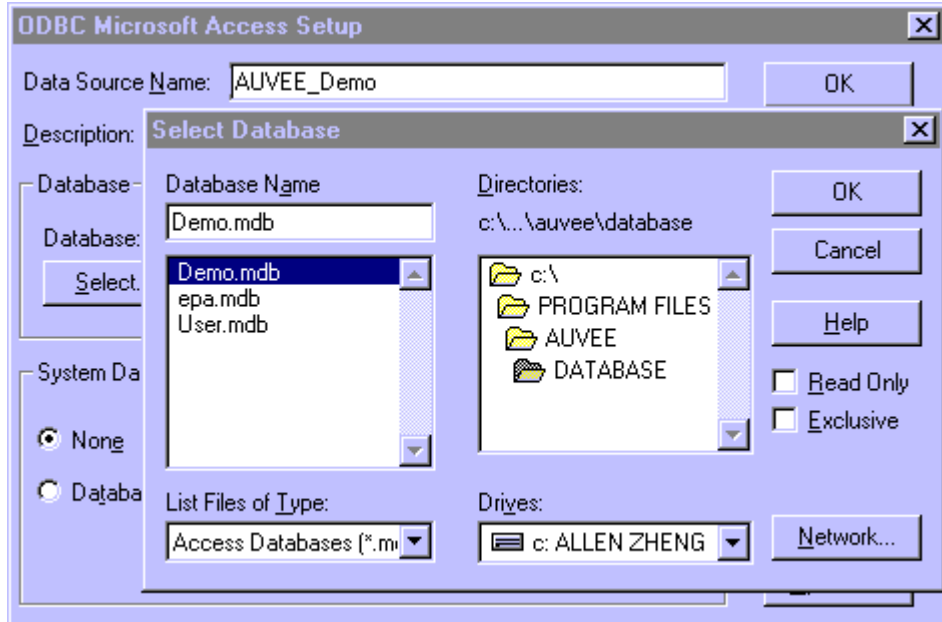 ODBC Microsoft Access Setup
Data Source Name: AUVEE_Demo
OK
Description:
Select Database
Database
Database:
Select.
System Da
None
Databa
Database Name
Demo.mdb
Demo.mdb
epa.mdb
User.mdb
List Files of Type:
Access Databases (*.m
Directories:
c:\...\auvee\database
c:\
PROGRAM FILES
AUVEE
DATABASE
Drives:
c: ALLEN ZHENG
OK
Cancel
Help
Read Only
Exclusive
Network...